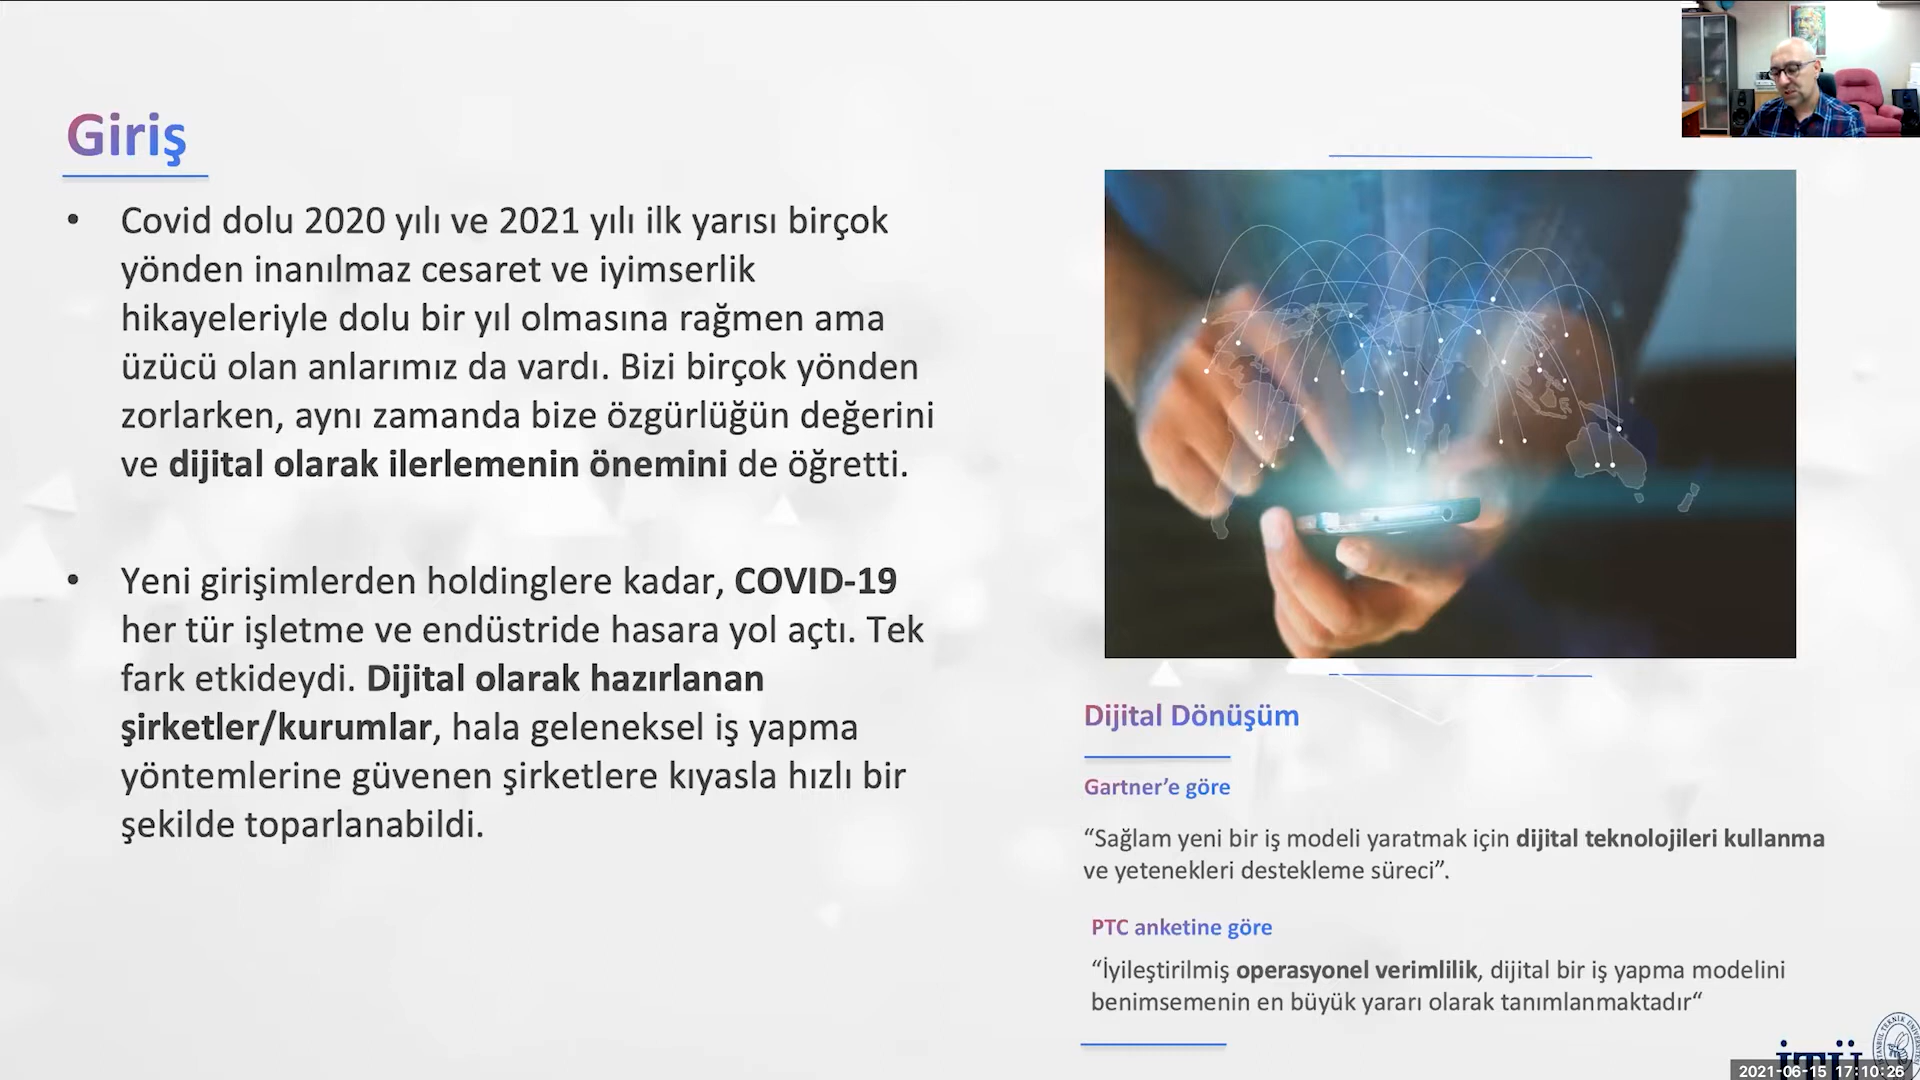 Giriş
• Covid dolu 2020 yılı ve 2021 yılı ilk yarısı birçok
yönden inanılmaz cesaret ve iyimserlik
hikayeleriyle dolu bir yıl olmasına rağmen ama
üzücü olan anlarımız da vardı. Bizi birçok yönden
zorlarken, aynı zamanda bize özgürlüğün değerini
ve dijital olarak ilerlemenin önemini de öğretti.
• Yeni girişimlerden holdinglere kadar, COVID-19
her tür işletme ve endüstride hasara yol açtı. Tek
fark etkideydi. Dijital olarak hazırlanan
şirketler/kurumlar, hala geleneksel iş yapma
yöntemlerine güvenen şirketlere kıyasla hızlı bir
şekilde toparlanabildi.
Dijital Dönüşüm
Gartner’e göre
“Sağlam yeni bir iş modeli yaratmak için dijital teknolojileri kullanma
ve yetenekleri destekleme süreci”.
PTC anketine göre
“İyileştirilmiş operasyonel verimlilik, dijital bir iş yapma modelini
benimsemenin en büyük yararı olarak tanımlanmaktadır“
İTÜ
2021-06-15 17:10:26